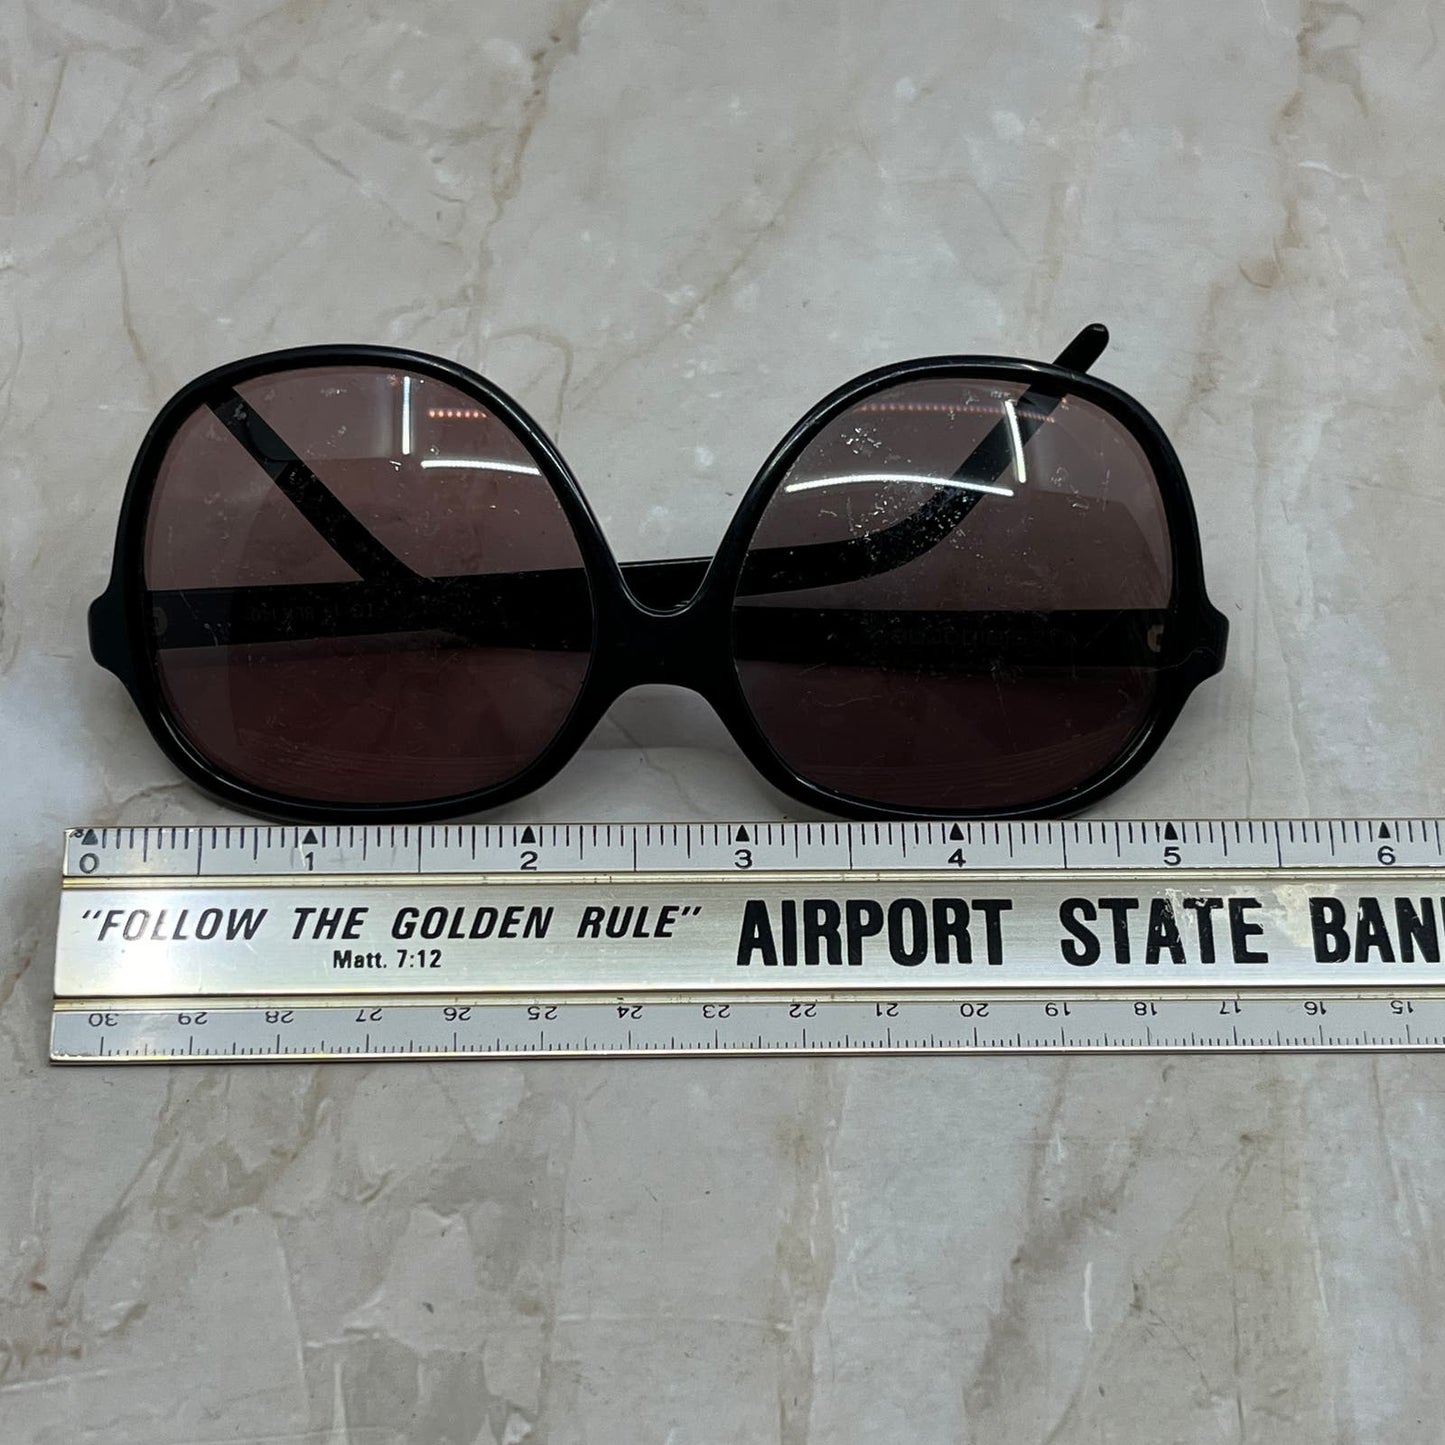 0 1 2 3 4 5 6
"FOLLOW THE GOLDEN RULE" AIRPORT STATE BAN
Matt. 7:12
30 29 28 27 26 25 24 23 22 21 20 19 18 17 16 15